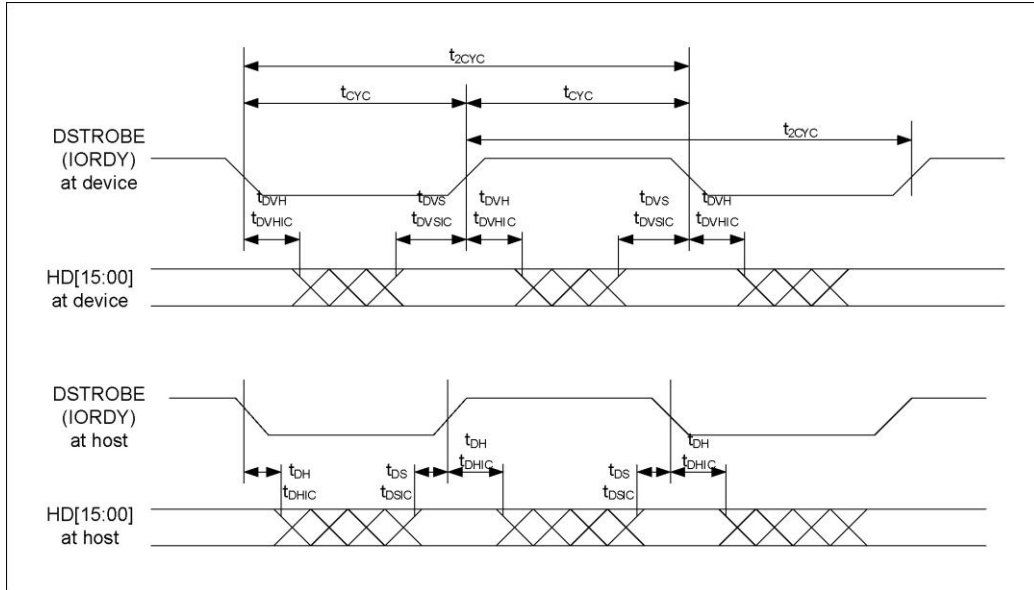 t2CYC
tCYC tCYC
t2CYC
DSTROBE
(IORDY)
at device
tDVH tDVS tDVH tDVS tDVH
tDVHIC tDVSIC tDVHIC tDVSIC tDVHIC
HD[15:00]
at device
DSTROBE
(IORDY)
at host
tDH tDH
tDH tDS tDHIC tDS tDHIC
tDHIC tDSIC tDSIC
HD[15:00]
at host